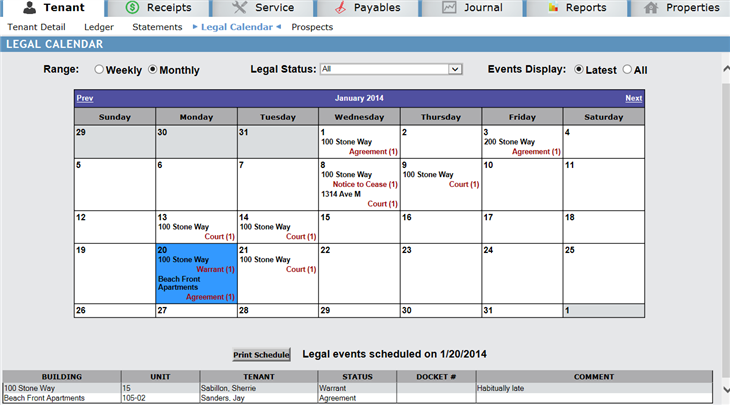 Tenant Receipts Service Payables Journal Reports Properties
Tenant Detail Ledger Statements Legal Calendar Prospects
LEGAL CALENDAR
Range: Weekly Monthly Legal Status: All Events Display: Latest All
Prev January 2014 Next
Sunday Monday Tuesday Wednesday Thursday Friday Saturday
29 30 31 1 2 3 4
100 Stone Way 200 Stone Way
Agreement (1) Agreement (1)
5 6 7 8 9 10 11
100 Stone Way 100 Stone Way
Notice to Cease (1) Court (1)
1314 Ave M
Court (1)
12 13 14 15 16 17 18
100 Stone Way 100 Stone Way
Court (1) Court (1)
19 20 21 22 23 24 25
100 Stone Way 100 Stone Way
Warrant (1) Court (1)
Beach Front
Apartments
Agreement (1)
26 27 28 29 30 31 1
Print Schedule Legal events scheduled on 1/20/2014
BUILDING UNIT TENANT STATUS DOCKET # COMMENT
100 Stone Way 15 Sabillon, Sherrie Warrant Habitually late
Beach Front Apartments 105-02 Sanders, Jay Agreement